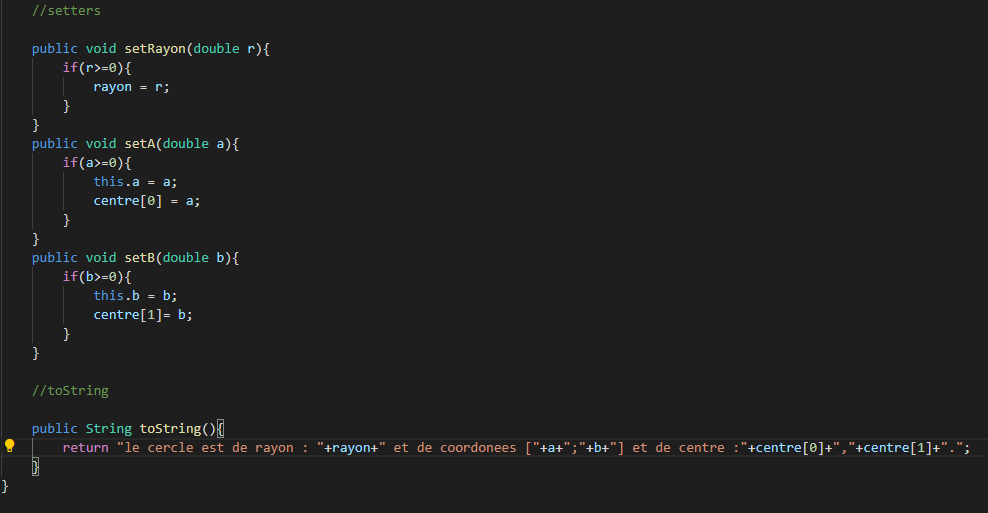 //setters
public void setRayon(double r){
if(r>=0){
rayon = r;
}
}
public void setA(double a){
if(a>=0){
this.a = a;
centre[0] = a;
}
}
public void setB(double b){
if(b>=0){
this.b = b;
centre[1]= b;
}
}
//toString
public String toString(){
return "le cercle est de rayon : "+rayon+" et de coordonees ["+a+";"+b+"] et de centre :"+centre[0]+","+centre[1]+".";
}
}